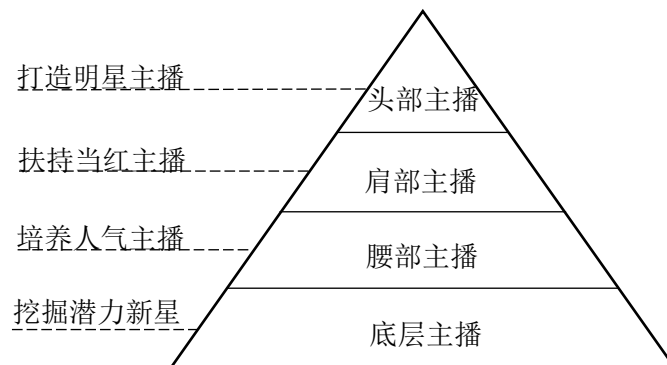 打造明星主播
头部主播
扶持当红主播
肩部主播
培养人气主播
腰部主播
挖掘潜力新星
底层主播